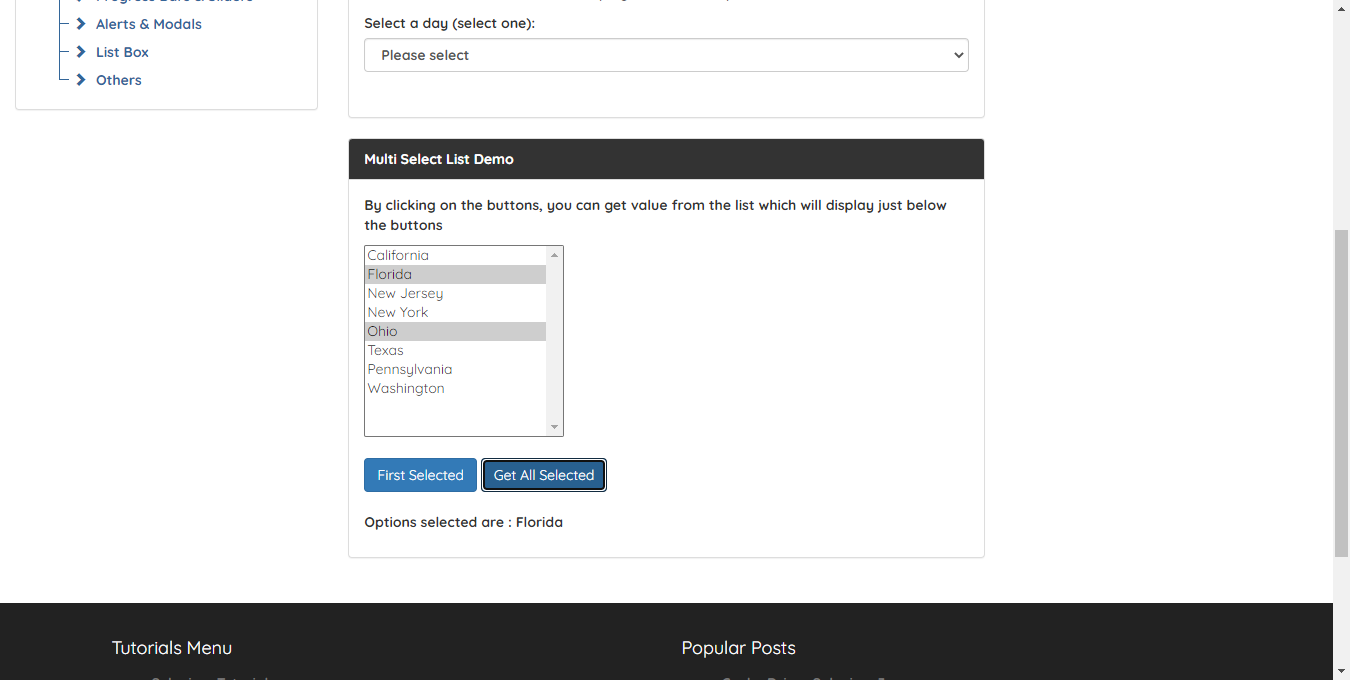 Alerts & Modals
List Box
Others
Select a day (select one):
Please select
Multi Select List Demo
By clicking on the buttons, you can get value from the list which will display just below
the buttons
California
Florida
New Jersey
New York
Ohio
Texas
Pennsylvania
Washington
First Selected
Get All Selected
Options selected are : Florida
Tutorials Menu
Popular Posts